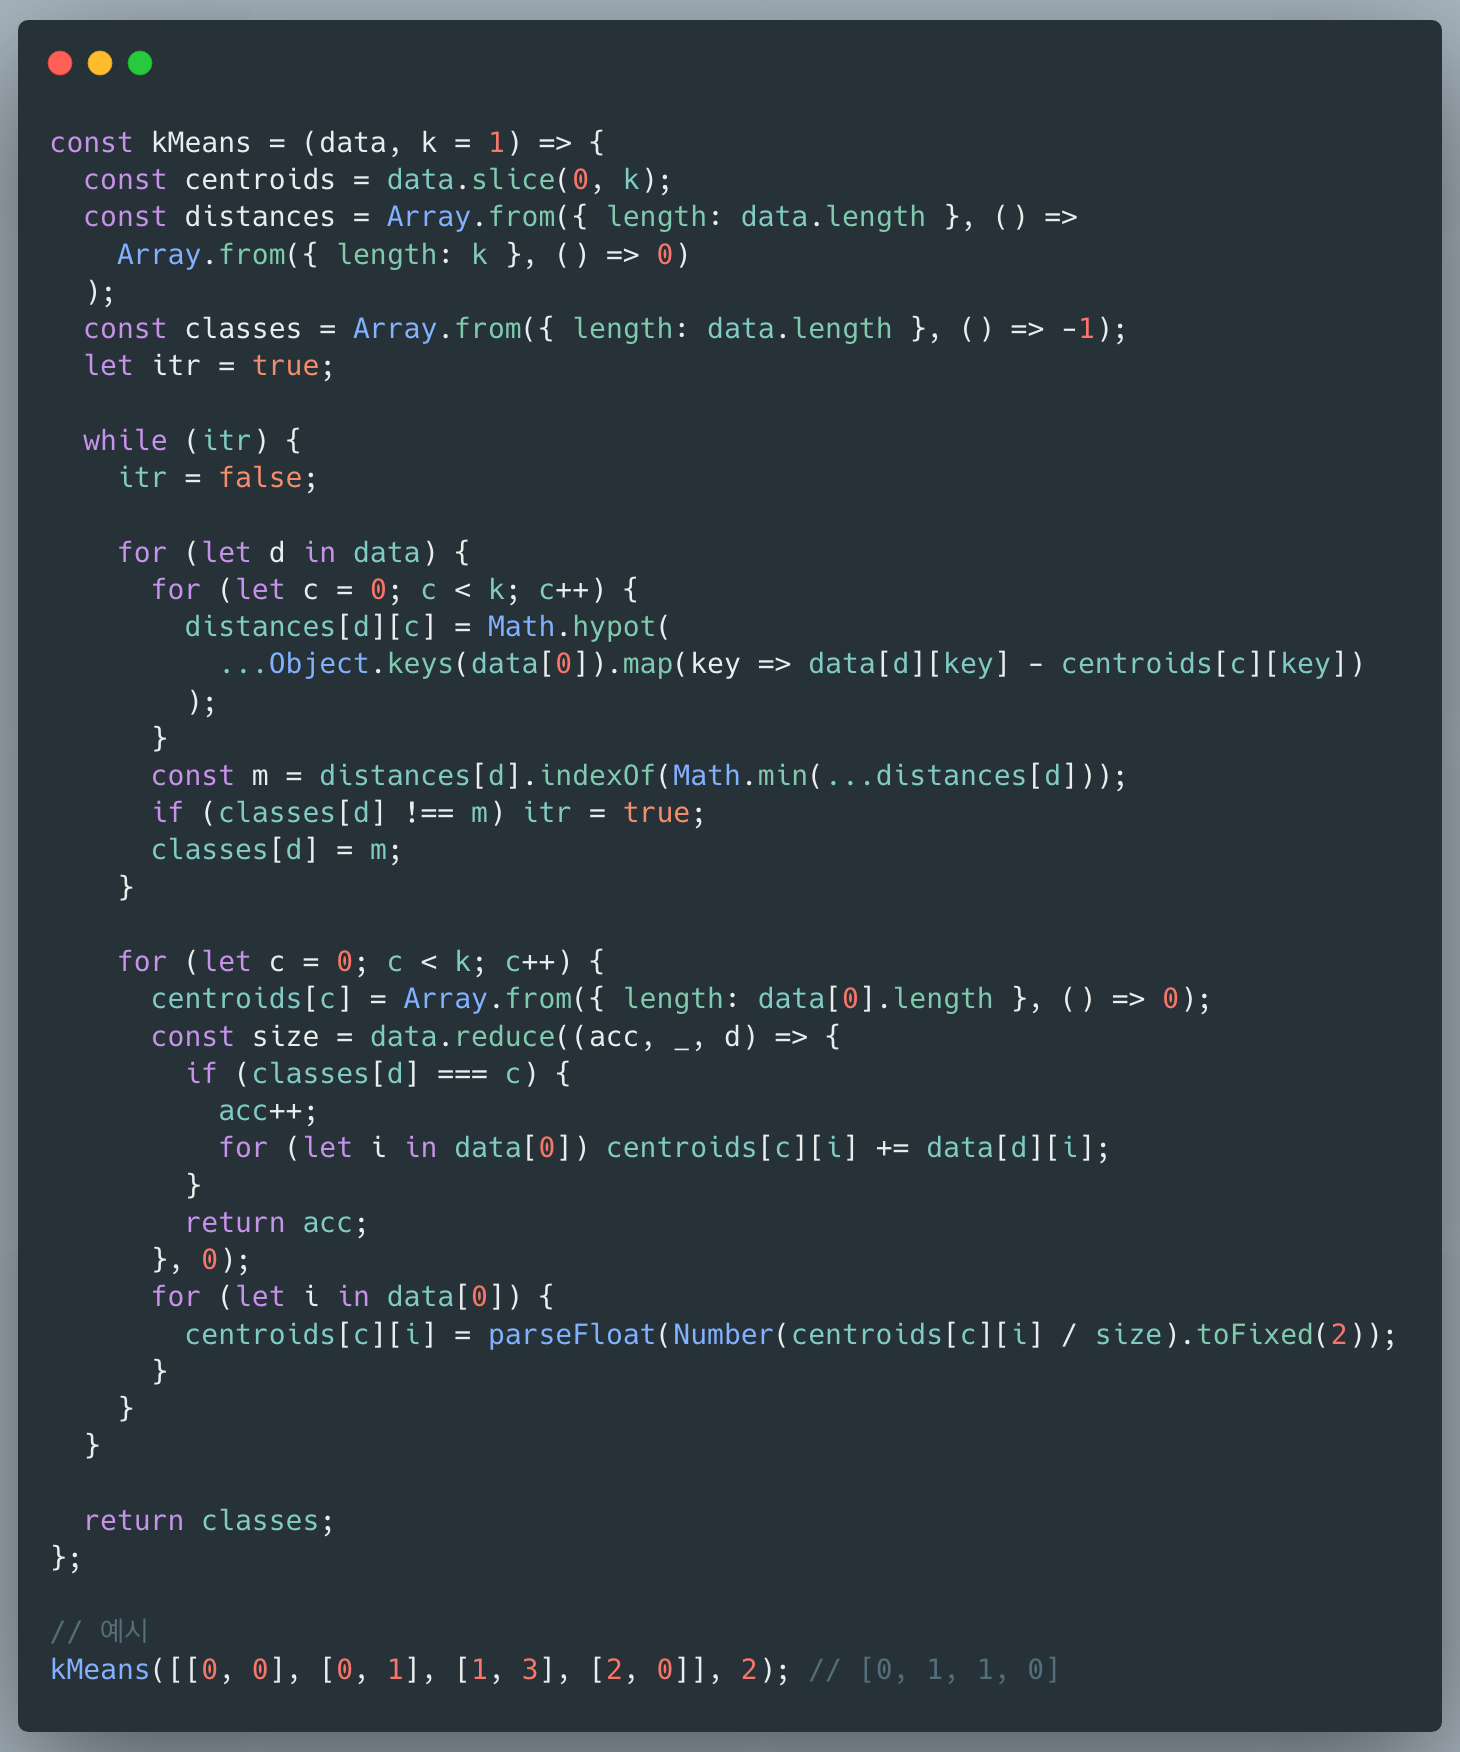 const kMeans = (data, k = 1) => {
  const centroids = data.slice(0, k);
  const distances = Array.from({ length: data.length }, () =>
    Array.from({ length: k }, () => 0)
  );
  const classes = Array.from({ length: data.length }, () => -1);
  let itr = true;

  while (itr) {
    itr = false;

    for (let d in data) {
      for (let c = 0; c < k; c++) {
        distances[d][c] = Math.hypot(
          ...Object.keys(data[0]).map(key => data[d][key] - centroids[c][key])
        );
      }
      const m = distances[d].indexOf(Math.min(...distances[d]));
      if (classes[d] !== m) itr = true;
      classes[d] = m;
    }

    for (let c = 0; c < k; c++) {
      centroids[c] = Array.from({ length: data[0].length }, () => 0);
      const size = data.reduce((acc, _, d) => {
        if (classes[d] === c) {
          acc++;
          for (let i in data[0]) centroids[c][i] += data[d][i];
        }
        return acc;
      }, 0);
      for (let i in data[0]) {
        centroids[c][i] = parseFloat(Number(centroids[c][i] / size).toFixed(2));
      }
    }
  }

  return classes;
};

// 예시
kMeans([[0, 0], [0, 1], [1, 3], [2, 0]], 2); // [0, 1, 1, 0]